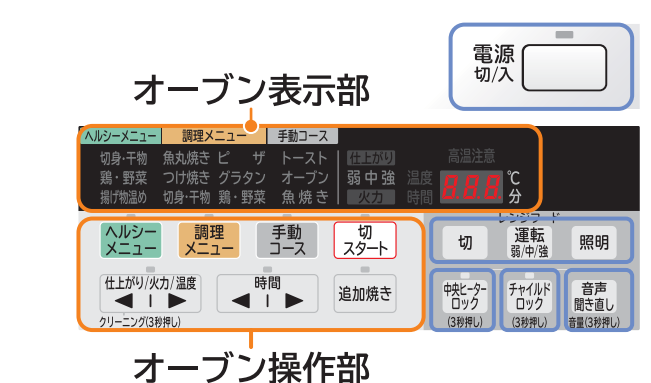 電源
切/入
オーブン表示部
ヘルシーメニュー 調理メニュー 手動コース
切身・干物 魚丸焼き ピ ザ トースト 仕上がり 高温注意
鶏・野菜 つけ焼き グラタン オーブン 弱 中 強 温度 8.8.8. ℃
揚げ物温め 切身・干物 鶏・野菜 魚 焼 き 火力 時間 分
レンジフード
ヘルシー
メニュー
調理
メニュー
手動
コース
切
スタート
切
運転
弱/中/強
照明
仕上がり/火力/温度
◀ | ▶
クリーニング(3秒押し)
時間
◀ | ▶
追加焼き
中央ヒーター
ロック
(3秒押し)
チャイルド
ロック
(3秒押し)
音声
聞き直し
音量(3秒押し)
オーブン操作部